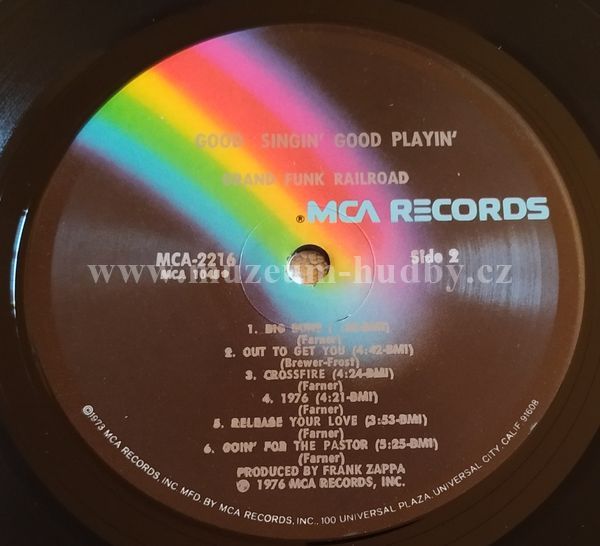 GOOD SINGIN' GOOD PLAYIN'
GRAND FUNK RAILROAD
® MCA RECORDS
MCA-2216 Side 2
www.muzeum-hudby.cz
1. BIG
(Farner)
2. OUT TO GET YOU (4:42-BMI)
(Brewer-Frost)
3. CROSSFIRE (4:24-BMI)
(Farner)
4. 1976 (4:21-BMI)
(Farner)
5. RELEASE YOUR LOVE (3:53-BMI)
(Farner)
6. GOIN' FOR THE PASTOR (5:25-BMI)
(Farner)
PRODUCED BY FRANK ZAPPA
℗ 1976 MCA RECORDS, INC.
©1973 MCA RECORDS, INC. MFD. BY MCA RECORDS, INC., 100 UNIVERSAL PLAZA, UNIVERSAL CITY, CALIF. 91608